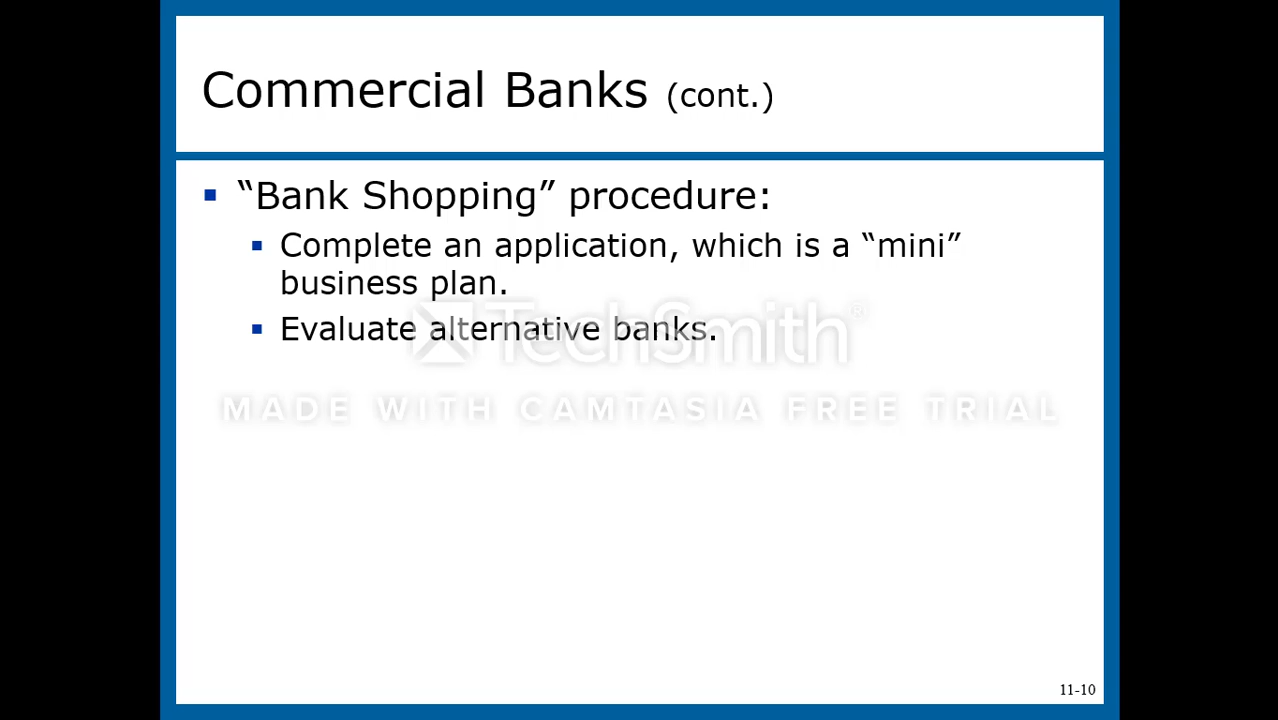 Commercial Banks (cont.)
“Bank Shopping” procedure:
Complete an application, which is a “mini”
business plan.
Evaluate alternative banks.
TechSmith®
MADE WITH CAMTASIA FREE TRIAL
11-10